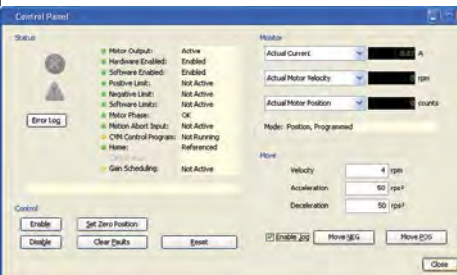 Control Panel
Status
Motor Output: Active
Hardware Enabled: Enabled
Software Enabled: Enabled
Positive Limit: Not Active
Negative Limit: Not Active
Software Limits: Not Active
Motor Phase: OK
Motion Abort Input: Not Active
CVM Control Program: Not Running
Home: Referenced
Gain Scheduling: Not Active
Error Log
Control
Enable
Set Zero Position
Disable
Clear Faults
Reset
Monitor
Actual Current
A
Actual Motor Velocity
rpm
Actual Motor Position
counts
Mode: Position, Programmed
Move
Velocity 4 rpm
Acceleration 50 rps²
Deceleration 50 rps²
Enable Jog
Move NEG
Move POS
Close